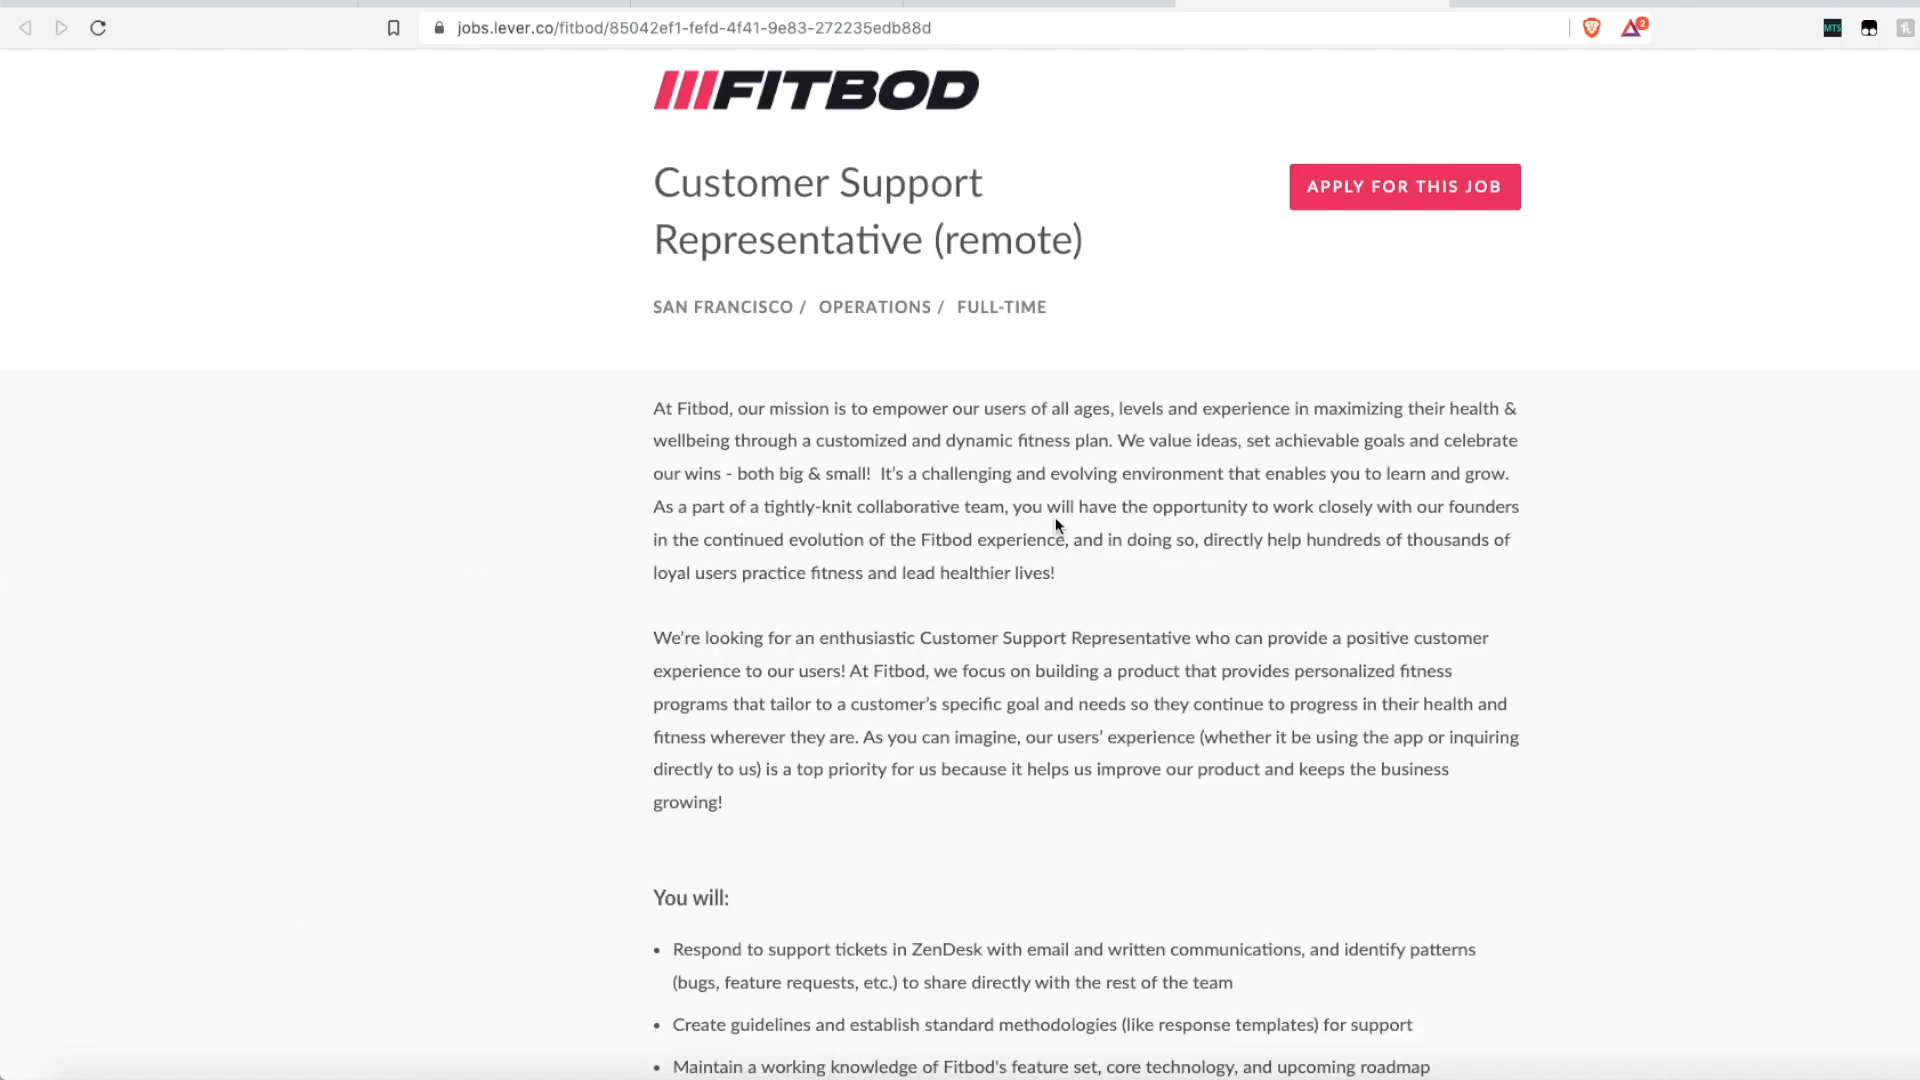 jobs.lever.co/fitbod/85042ef1-fefd-4f41-9e83-272235edb88d
2
MTS
FITBOD
Customer Support
Representative (remote)
APPLY FOR THIS JOB
SAN FRANCISCO / OPERATIONS / FULL-TIME
At Fitbod, our mission is to empower our users of all ages, levels and experience in maximizing their health &
wellbeing through a customized and dynamic fitness plan. We value ideas, set achievable goals and celebrate
our wins - both big & small!  It’s a challenging and evolving environment that enables you to learn and grow.
As a part of a tightly-knit collaborative team, you will have the opportunity to work closely with our founders
in the continued evolution of the Fitbod experience, and in doing so, directly help hundreds of thousands of
loyal users practice fitness and lead healthier lives!
We’re looking for an enthusiastic Customer Support Representative who can provide a positive customer
experience to our users! At Fitbod, we focus on building a product that provides personalized fitness
programs that tailor to a customer’s specific goal and needs so they continue to progress in their health and
fitness wherever they are. As you can imagine, our users’ experience (whether it be using the app or inquiring
directly to us) is a top priority for us because it helps us improve our product and keeps the business
growing!
You will:
• Respond to support tickets in ZenDesk with email and written communications, and identify patterns
(bugs, feature requests, etc.) to share directly with the rest of the team
• Create guidelines and establish standard methodologies (like response templates) for support
• Maintain a working knowledge of Fitbod's feature set, core technology, and upcoming roadmap